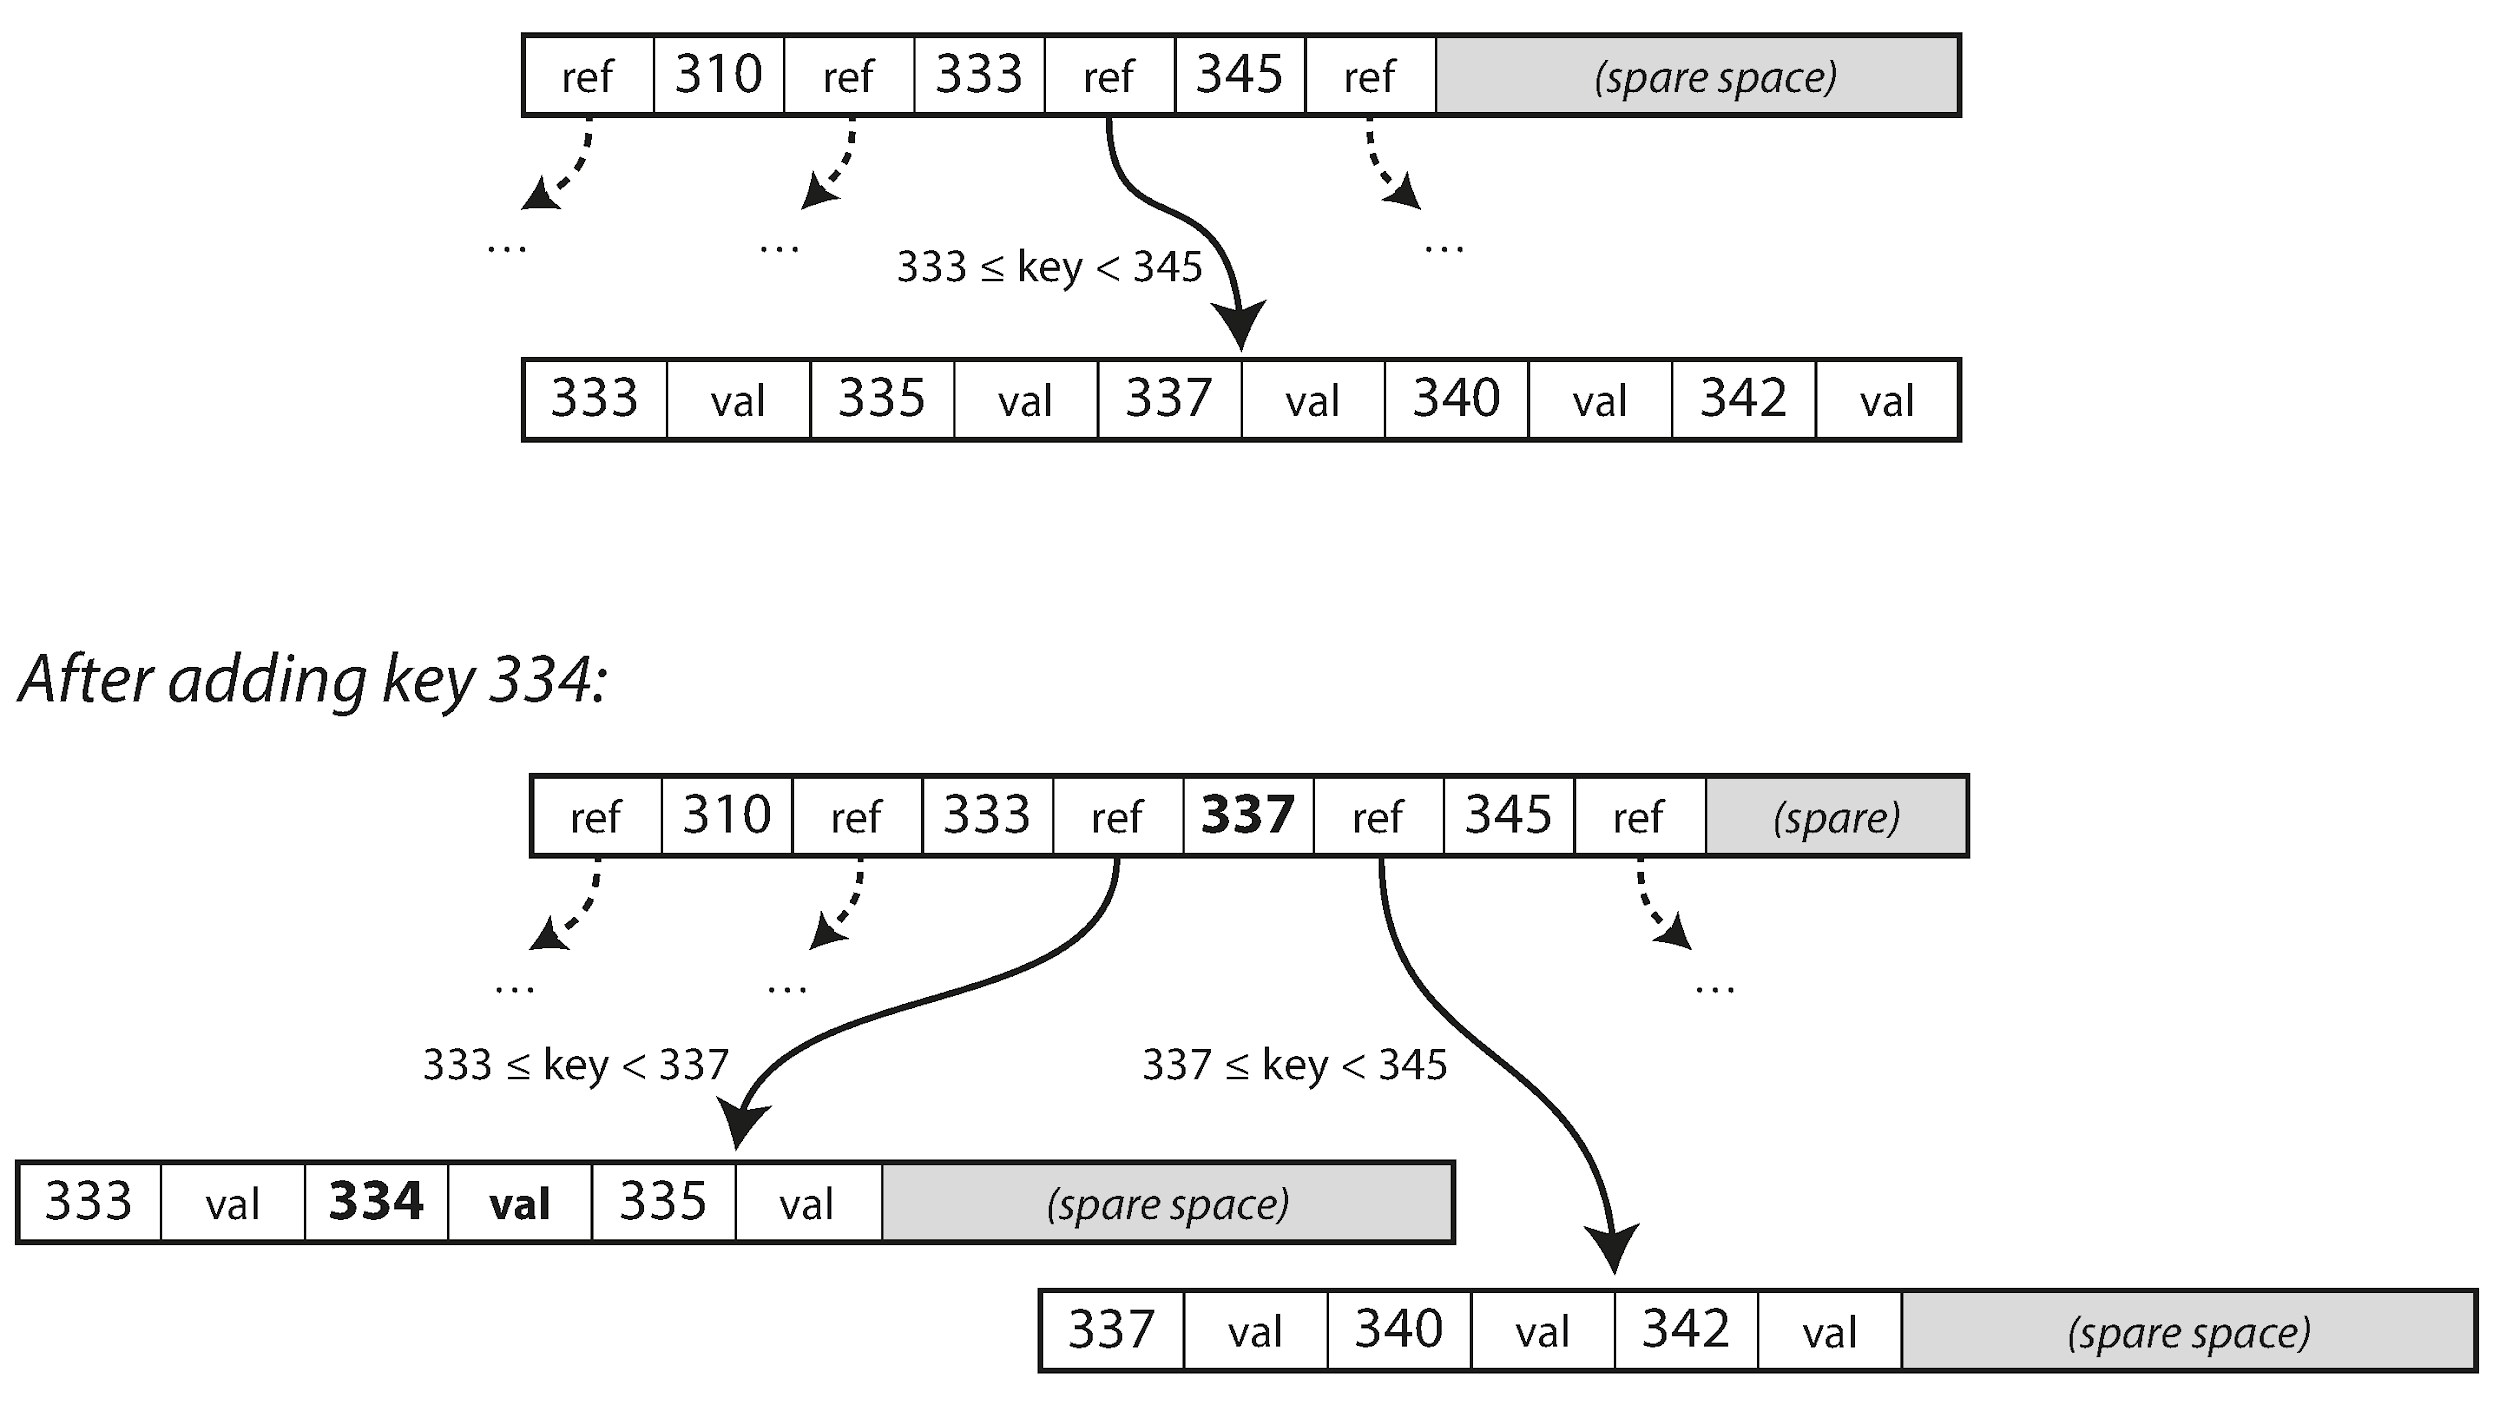 ref 310 ref 333 ref 345 ref (spare space)
... ... ...
333 ≤ key < 345
333 val 335 val 337 val 340 val 342 val
After adding key 334:
ref 310 ref 333 ref 337 ref 345 ref (spare)
... ... ...
333 ≤ key < 337 337 ≤ key < 345
333 val 334 val 335 val (spare space)
337 val 340 val 342 val (spare space)